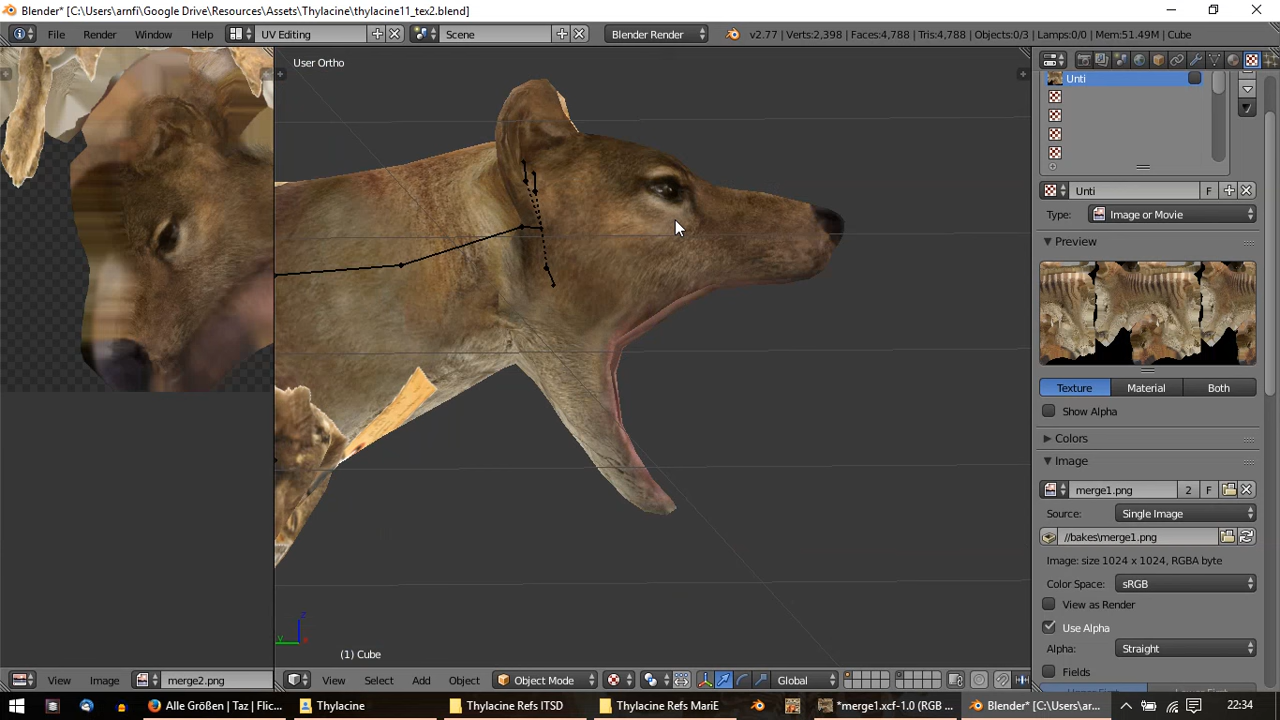 Blender* [C:\Users\arnfi\Google Drive\Resources\Assets\Thylacine\thylacine11_tex2.blend]
File Render Window Help UV Editing Scene Blender Render v2.77 | Verts:2,398 | Faces:4,788 | Tris:4,788 | Objects:0/3 | Lamps:0/0 | Mem:51.49M | Cube
User Ortho
Unti
Unti F
Type: Image or Movie
Preview
Texture Material Both
Show Alpha
Colors
Image
merge1.png 2 F
Source: Single Image
//bakes\merge1.png
Image: size 1024 x 1024, RGBA byte
Color Space: sRGB
View as Render
Use Alpha
Alpha: Straight
Fields
z
y
(1) Cube
View Image merge2.png View Select Add Object Object Mode Global
Alle Größen | Taz | Flic... Thylacine Thylacine Refs ITSD Thylacine Refs MariE *merge1.xcf-1.0 (RGB ... Blender* [C:\Users\ar... 22:34